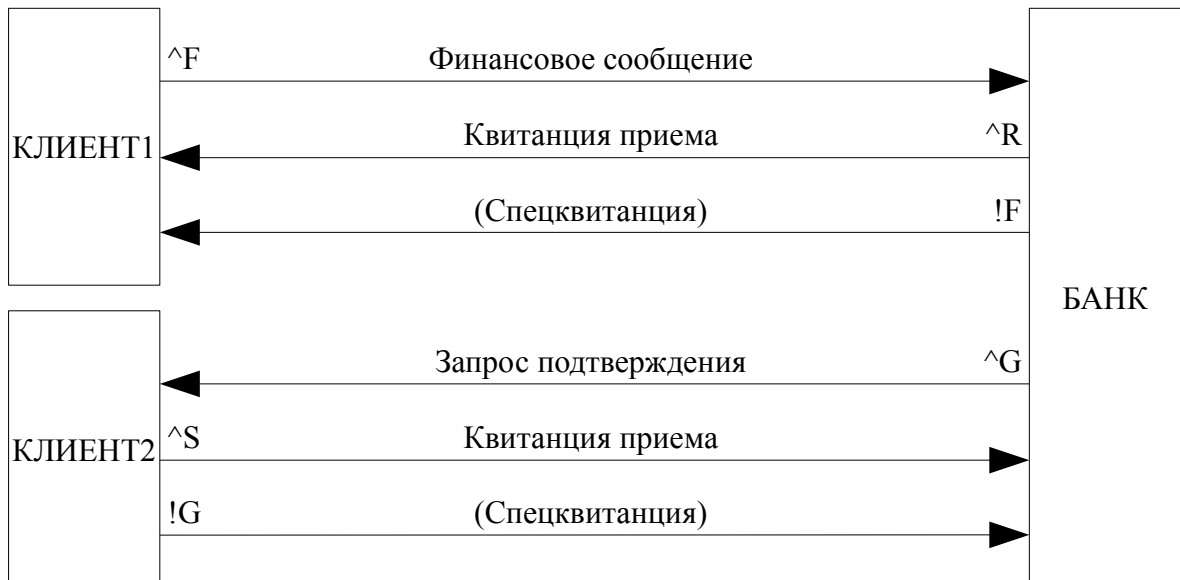 ^F Финансовое сообщение
КЛИЕНТ1 Квитанция приема ^R
(Спецквитанция) !F
БАНК
Запрос подтверждения ^G
КЛИЕНТ2 ^S Квитанция приема
!G (Спецквитанция)